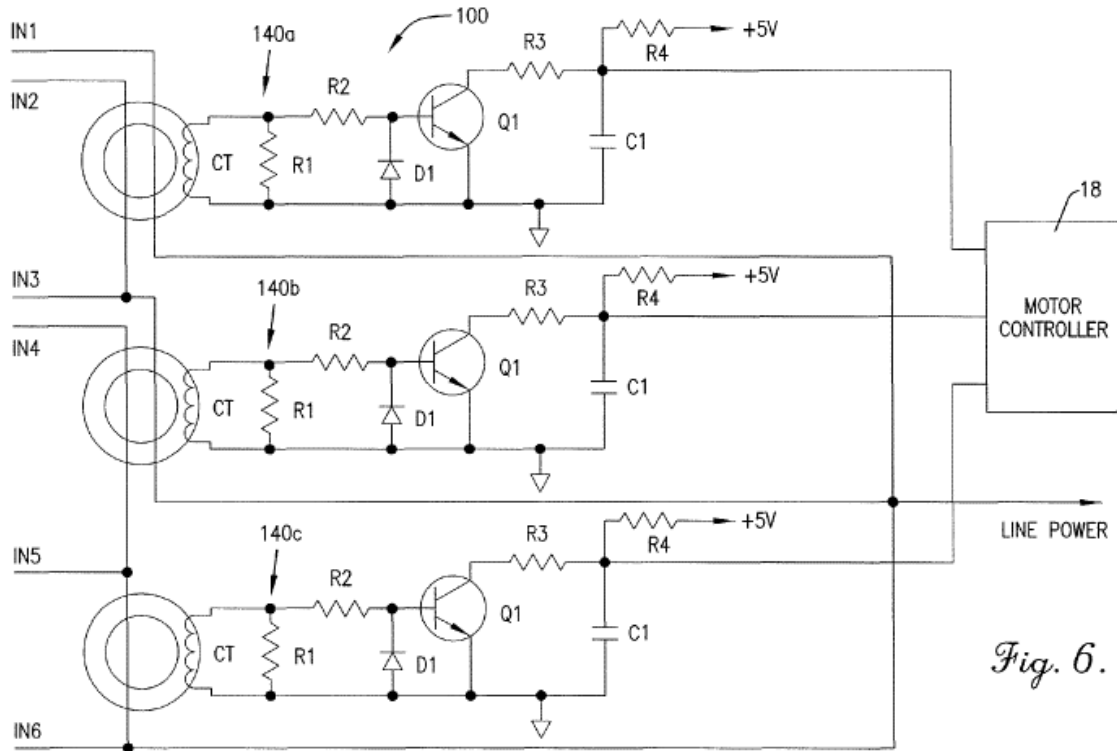 IN1
IN2
140a
100
R2
R3
R4
+5V
CT
R1
D1
Q1
C1
18
IN3
IN4
140b
R2
R3
R4
+5V
CT
R1
D1
Q1
C1
MOTOR
CONTROLLER
LINE POWER
IN5
140c
R2
R3
R4
+5V
CT
R1
D1
Q1
C1
IN6
Fig. 6.